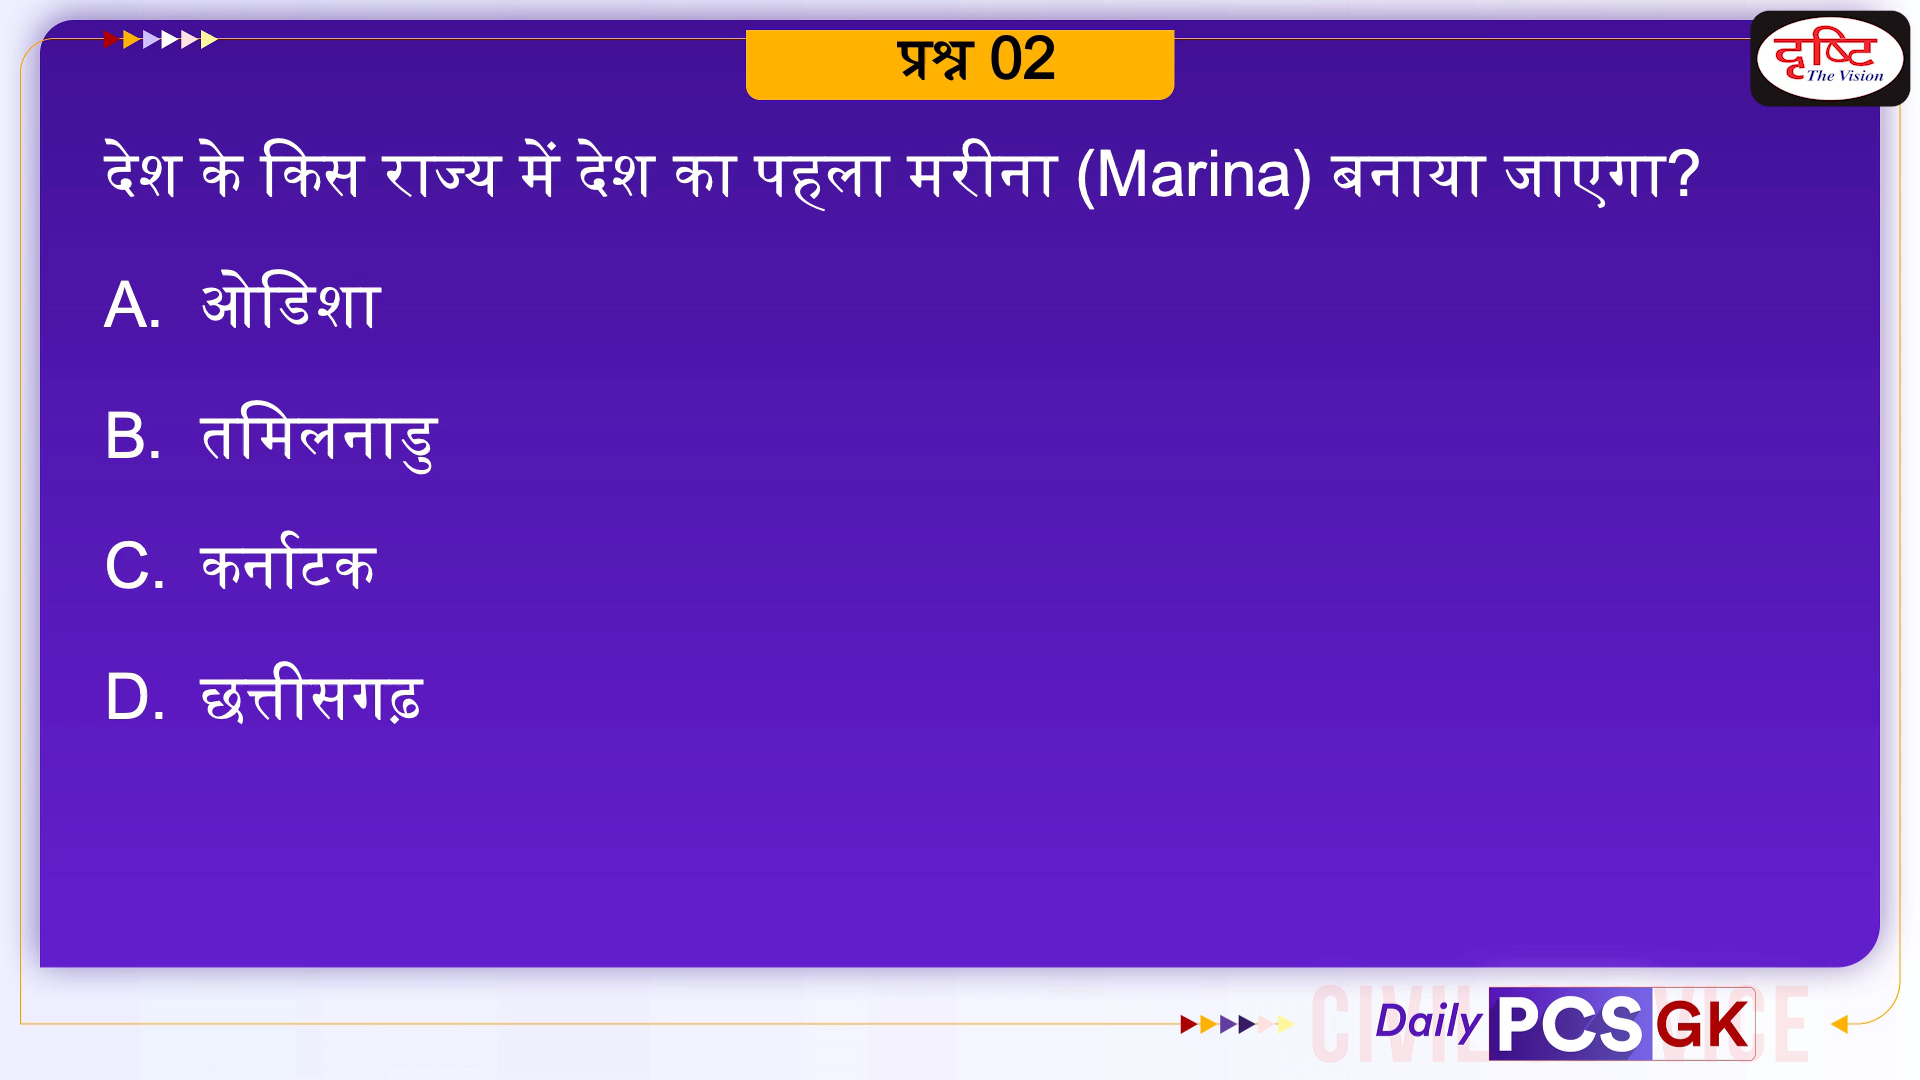 प्रश्न 02
दृष्टि
The Vision
देश के किस राज्य में देश का पहला मरीना (Marina) बनाया जाएगा?
A. ओडिशा
B. तमिलनाडु
C. कर्नाटक
D. छत्तीसगढ़
Daily PCS GK